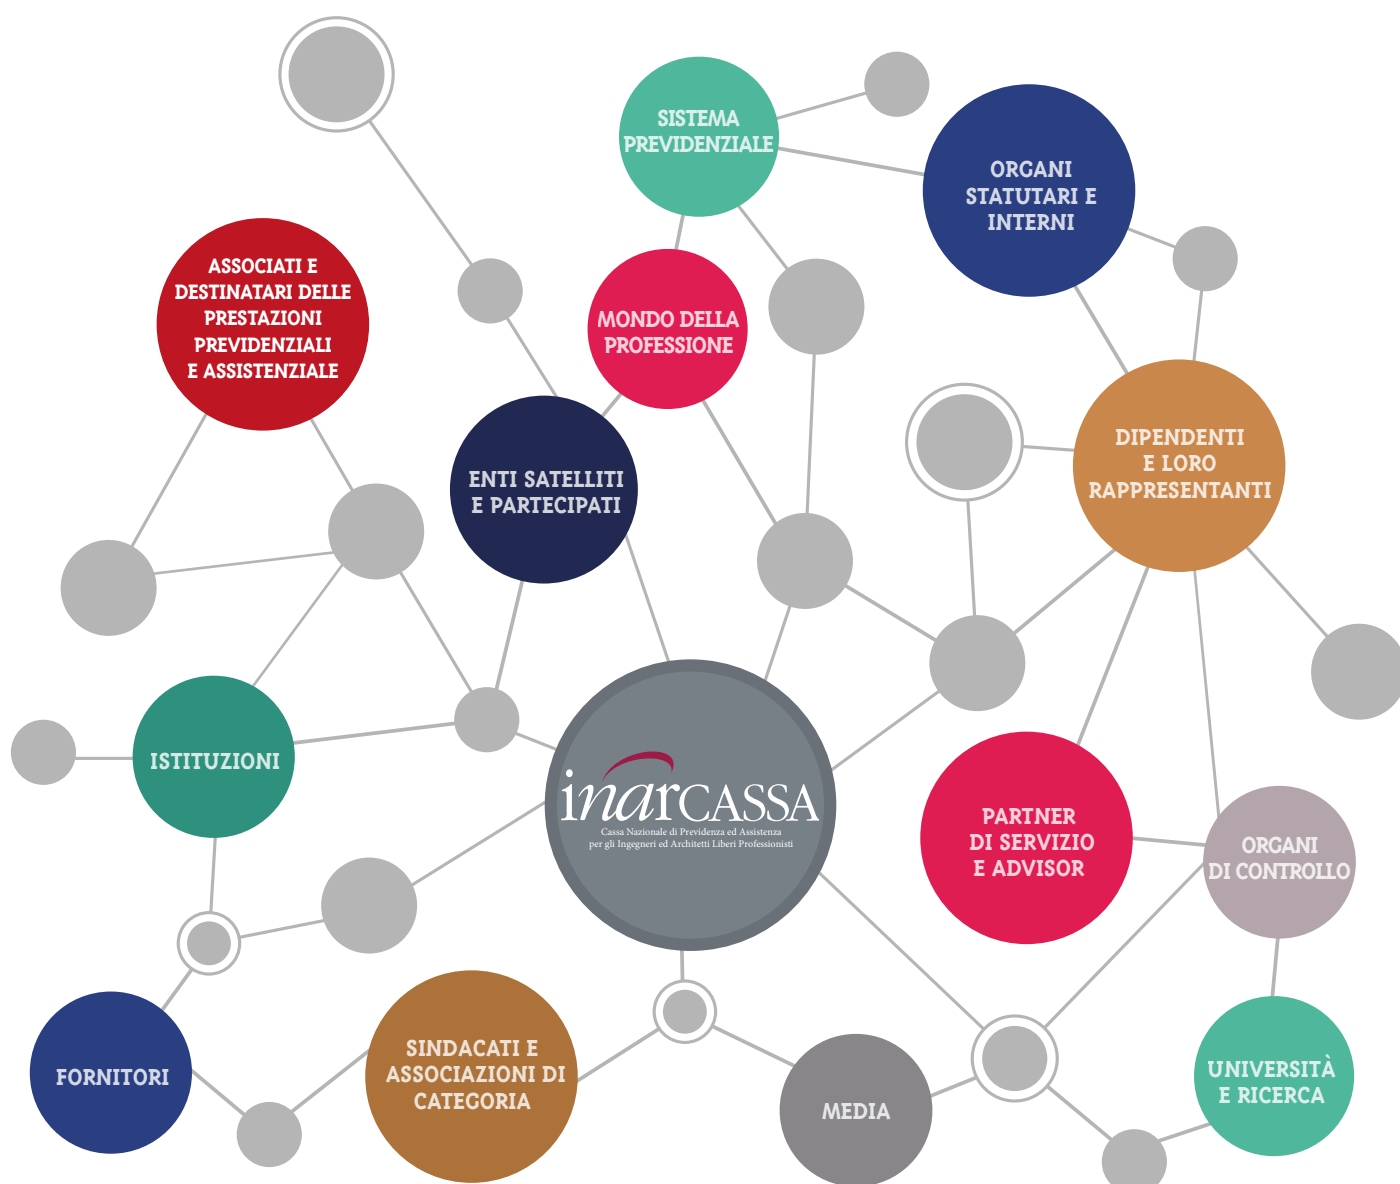 SISTEMA
PREVIDENZIALE
ORGANI
STATUTARI E
INTERNI
ASSOCIATI E
DESTINATARI DELLE
PRESTAZIONI
PREVIDENZIALI
E ASSISTENZIALE
MONDO DELLA
PROFESSIONE
ENTI SATELLITI
E PARTECIPATI
DIPENDENTI
E LORO
RAPPRESENTANTI
ISTITUZIONI
inarCASSA
Cassa Nazionale di Previdenza ed Assistenza
per gli Ingegneri ed Architetti Liberi Professionisti
PARTNER
DI SERVIZIO
E ADVISOR
ORGANI
DI CONTROLLO
FORNITORI
SINDACATI E
ASSOCIAZIONI DI
CATEGORIA
MEDIA
UNIVERSITÀ
E RICERCA